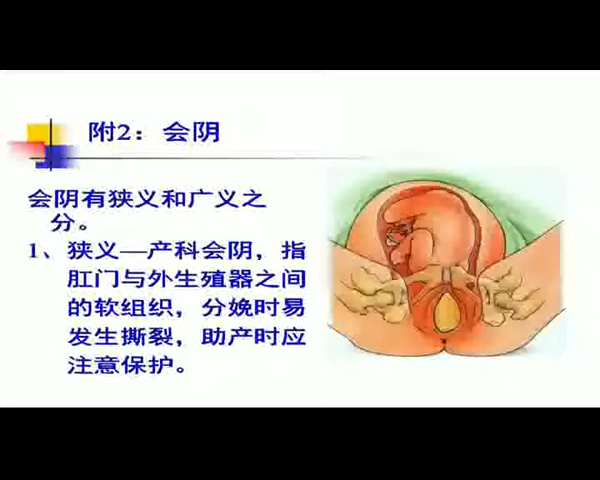 附2：会阴
会阴有狭义和广义之
分。
1、狭义—产科会阴，指
肛门与外生殖器之间
的软组织，分娩时易
发生撕裂，助产时应
注意保护。